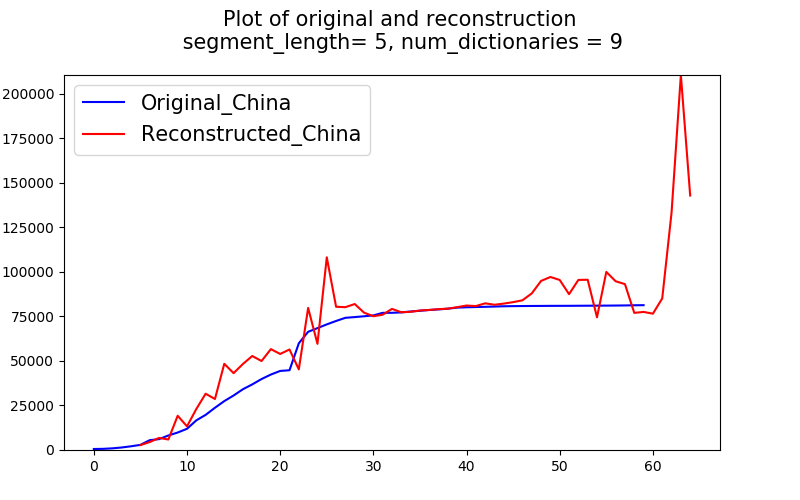 Plot of original and reconstruction
segment_length= 5, num_dictionaries = 9
Original_China
Reconstructed_China
200000
175000
150000
125000
100000
75000
50000
25000
0
0 10 20 30 40 50 60